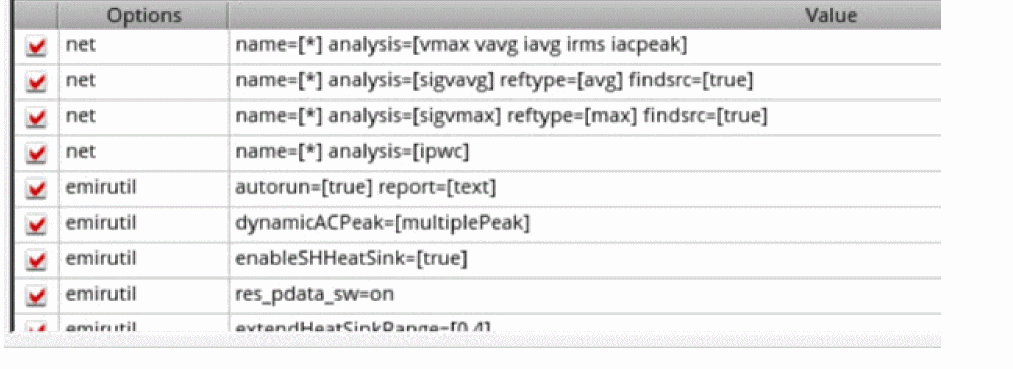 Options Value
net name=[*] analysis=[vmax vavg iavg irms iacpeak]
net name=[*] analysis=[sigvavg] reftype=[avg] findsrc=[true]
net name=[*] analysis=[sigvmax] reftype=[max] findsrc=[true]
net name=[*] analysis=[ipwc]
emirutil autorun=[true] report=[text]
emirutil dynamicACPeak=[multiplePeak]
emirutil enableSHHeatSink=[true]
emirutil res_pdata_sw=on
emirutil extendHeatSinkRange=[0.4]